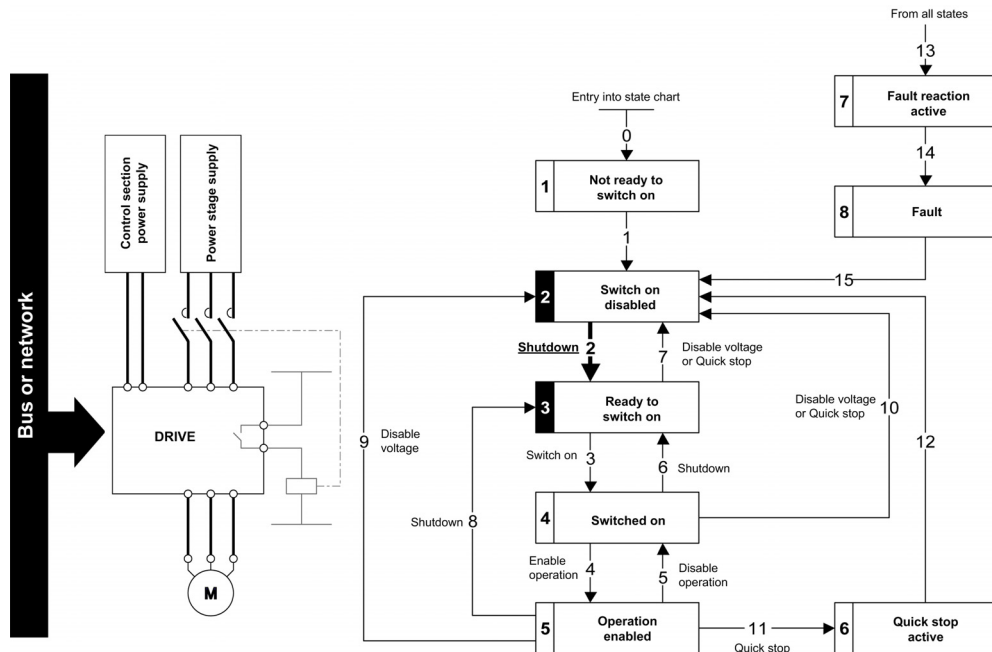 From all states
13
7
Fault reaction
active
Entry into state chart
0
14
Control section
power supply
Power stage supply
1
Not ready to
switch on
8
Fault
1
15
2
Switch on
disabled
Shutdown 2
7
Disable voltage
or Quick stop
Bus or network
3
Ready to
switch on
Disable voltage
or Quick stop
10
DRIVE
9
Disable
voltage
12
Switch on
3
6
Shutdown
Shutdown 8
4
Switched on
Enable
operation
4
5
Disable
operation
M
5
Operation
enabled
11
Quick stop
6
Quick stop
active